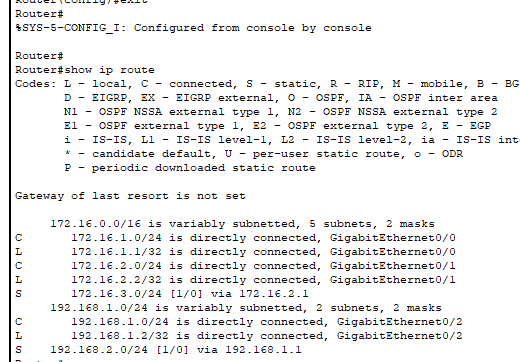 Router(config)#exit
Router#
%SYS-5-CONFIG_I: Configured from console by console
Router#
Router#show ip route
Codes: L - local, C - connected, S - static, R - RIP, M - mobile, B - BG
D - EIGRP, EX - EIGRP external, O - OSPF, IA - OSPF inter area
N1 - OSPF NSSA external type 1, N2 - OSPF NSSA external type 2
E1 - OSPF external type 1, E2 - OSPF external type 2, E - EGP
i - IS-IS, L1 - IS-IS level-1, L2 - IS-IS level-2, ia - IS-IS int
* - candidate default, U - per-user static route, o - ODR
P - periodic downloaded static route
Gateway of last resort is not set
172.16.0.0/16 is variably subnetted, 5 subnets, 2 masks
C 172.16.1.0/24 is directly connected, GigabitEthernet0/0
L 172.16.1.1/32 is directly connected, GigabitEthernet0/0
C 172.16.2.0/24 is directly connected, GigabitEthernet0/1
L 172.16.2.2/32 is directly connected, GigabitEthernet0/1
S 172.16.3.0/24 [1/0] via 172.16.2.1
192.168.1.0/24 is variably subnetted, 2 subnets, 2 masks
C 192.168.1.0/24 is directly connected, GigabitEthernet0/2
L 192.168.1.2/32 is directly connected, GigabitEthernet0/2
S 192.168.2.0/24 [1/0] via 192.168.1.1